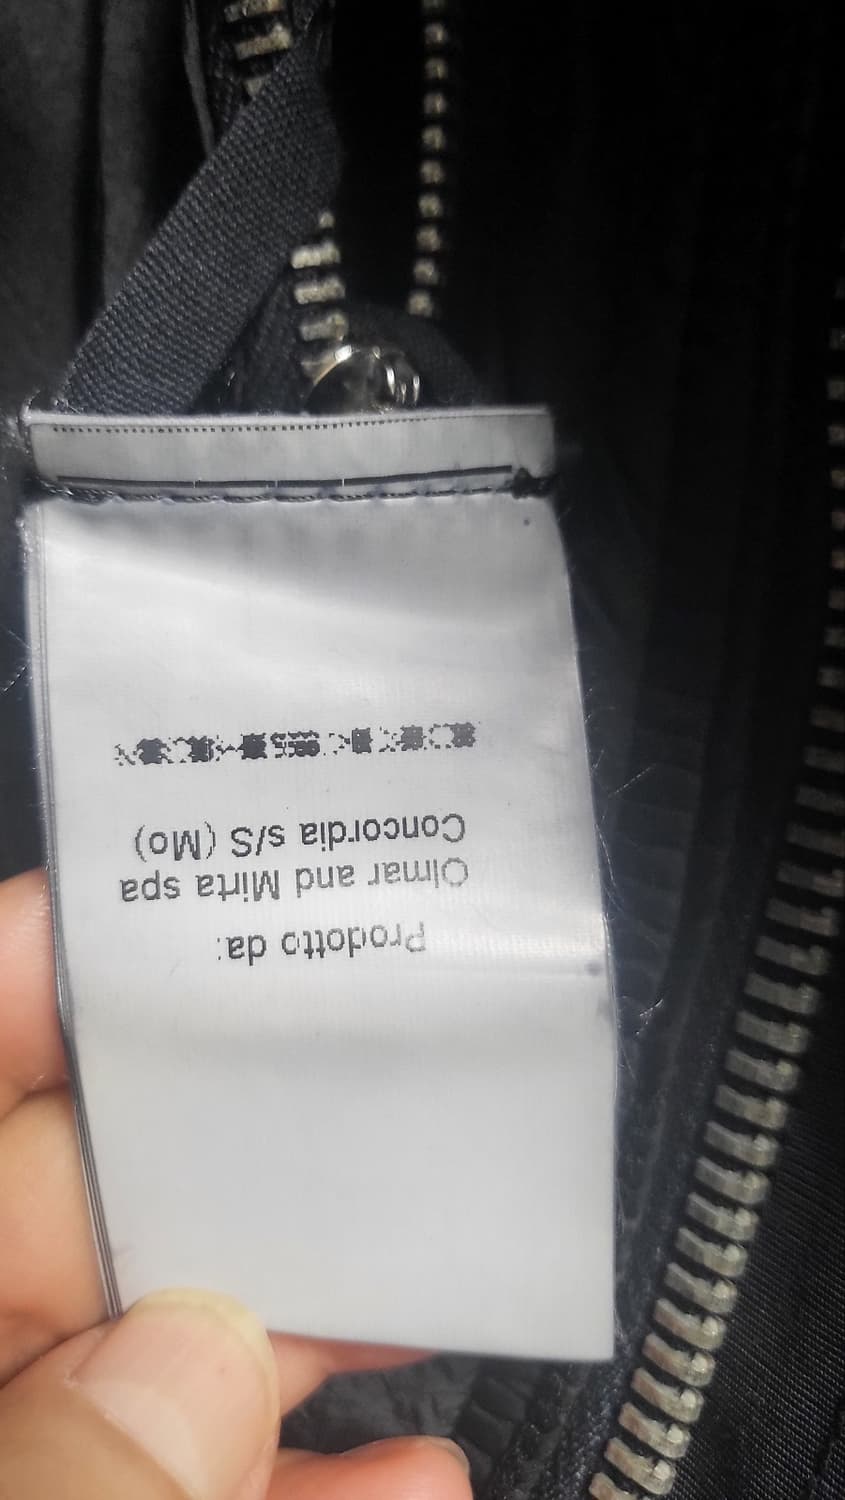 Prodotto da:
Olmar and Mirta spa
Concordia s/S (Mo)